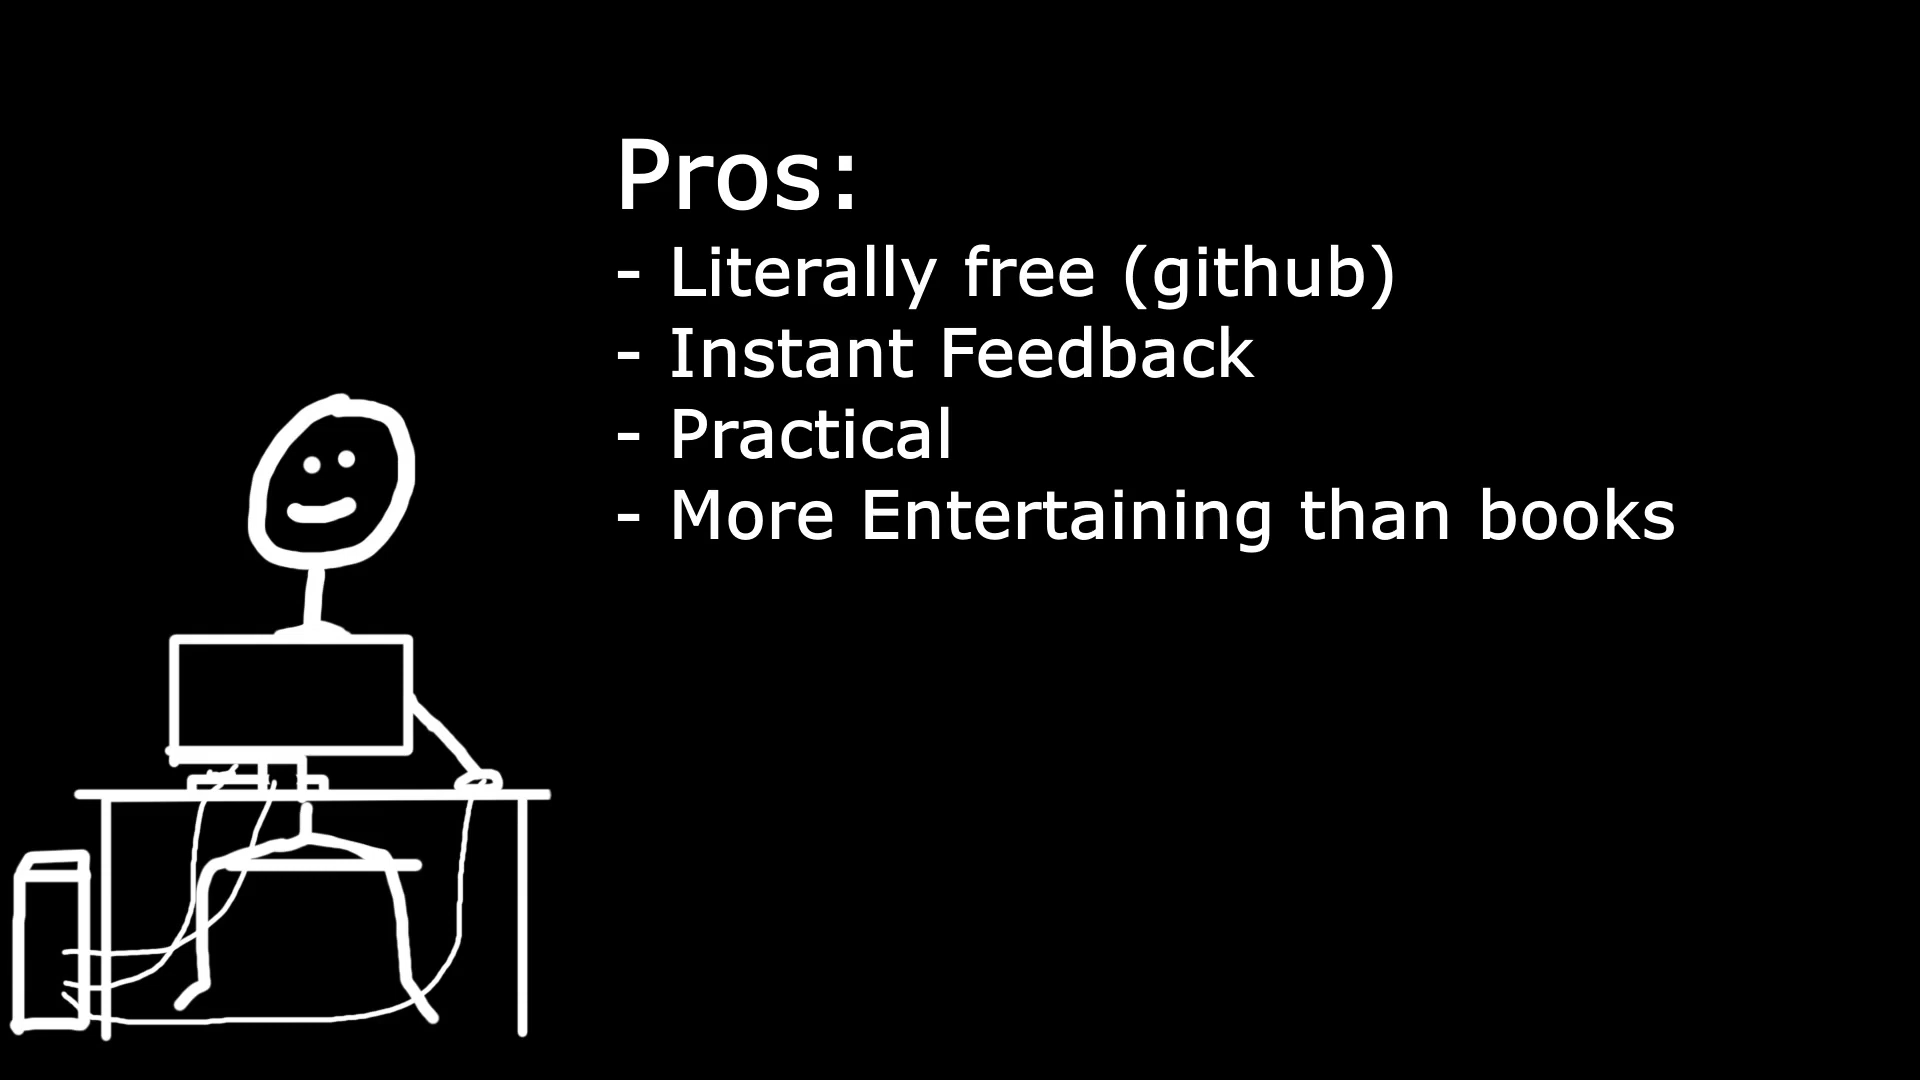 Pros:
- Literally free (github)
- Instant Feedback
- Practical
- More Entertaining than books